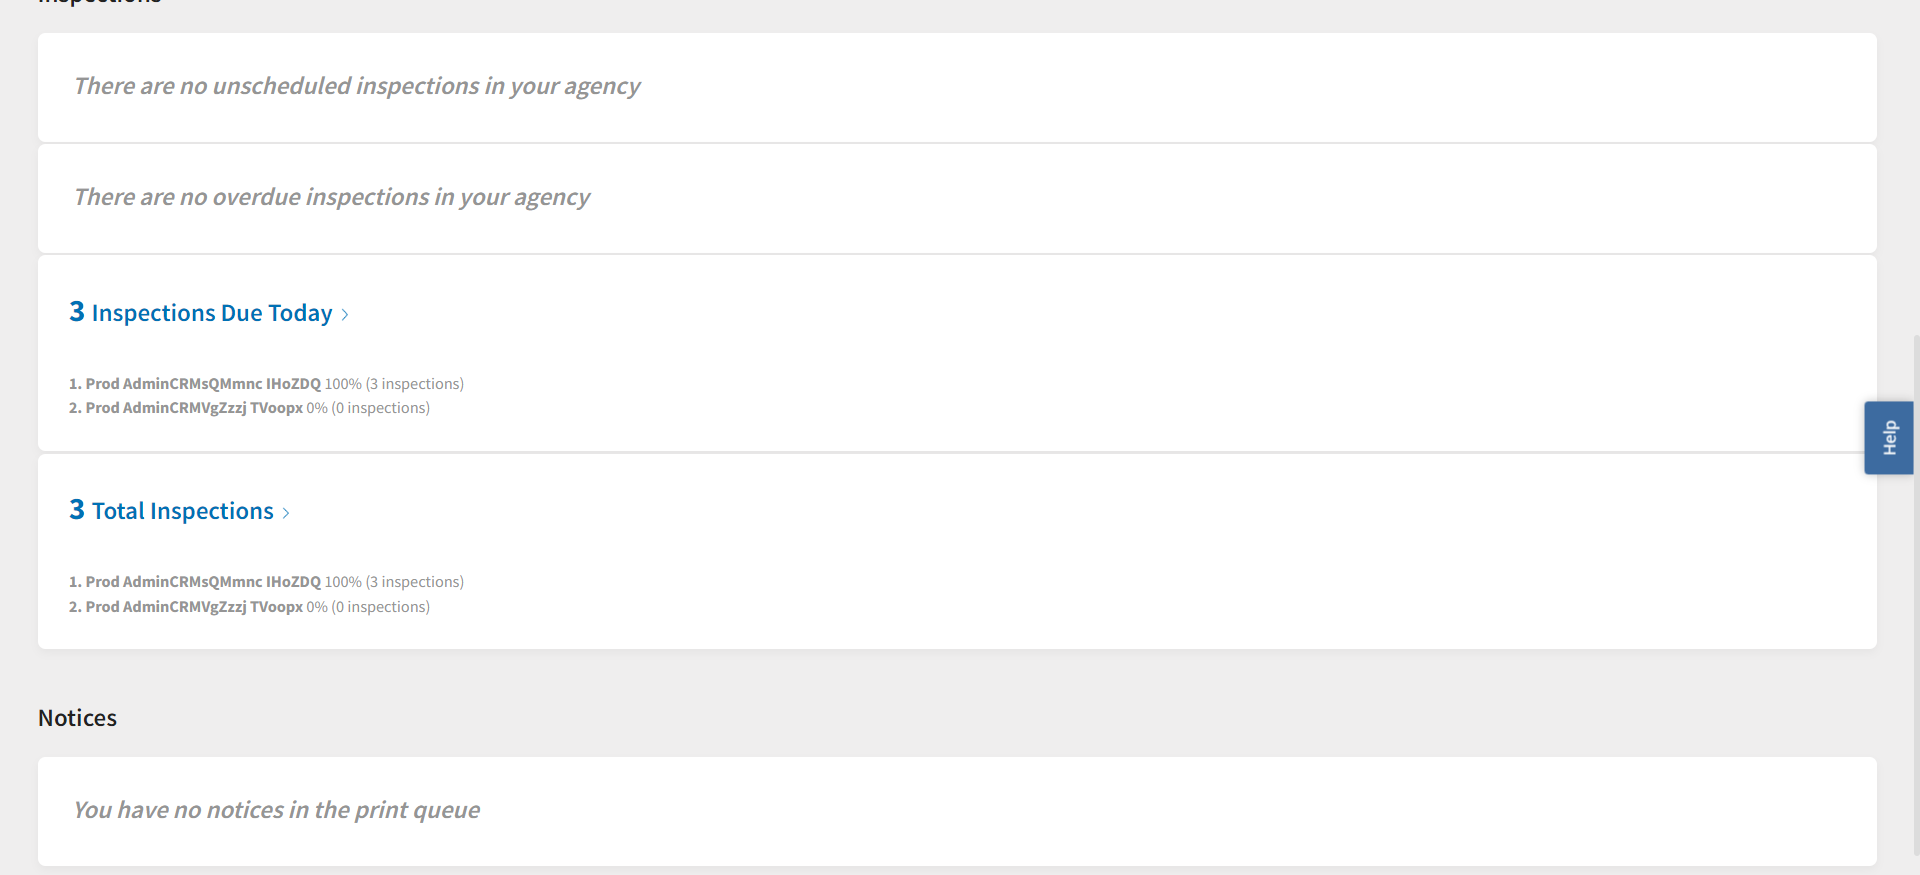 Inspections
There are no unscheduled inspections in your agency
There are no overdue inspections in your agency
3 Inspections Due Today
1. Prod AdminCRMsQMmnc IHoZDQ 100% (3 inspections)
2. Prod AdminCRMVgZzzj TVoopx 0% (0 inspections)
Help
3 Total Inspections
1. Prod AdminCRMsQMmnc IHoZDQ 100% (3 inspections)
2. Prod AdminCRMVgZzzj TVoopx 0% (0 inspections)
Notices
You have no notices in the print queue